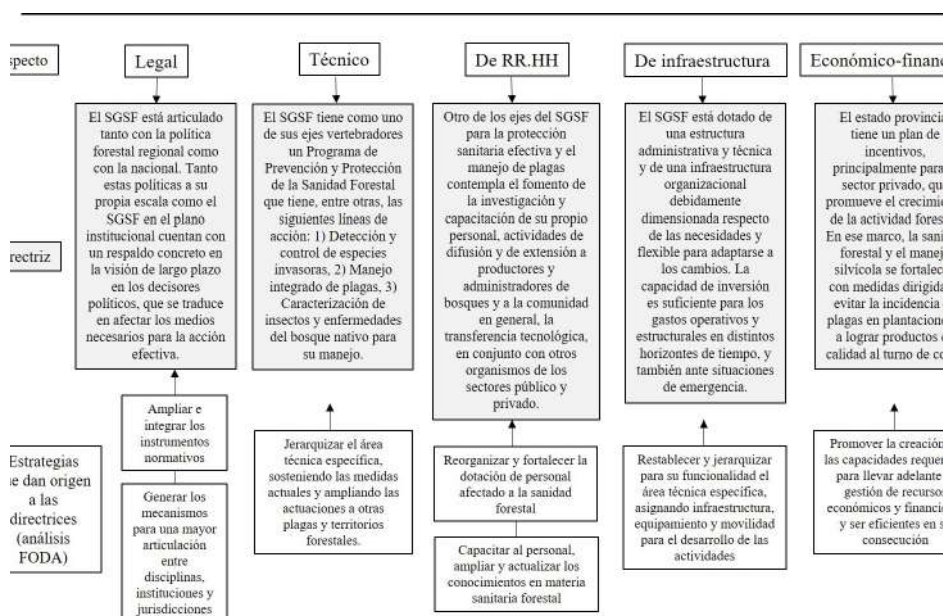 specto
Legal
Técnico
De RR.HH
De infraestructura
Económico-financ
rectriz
El SGSF está articulado
tanto con la política
forestal regional como
con la nacional. Tanto
estas políticas a su
propia escala como el
SGSF en el plano
institucional cuentan con
un respaldo concreto en
la visión de largo plazo
en los decisores
políticos, que se traduce
en afectar los medios
necesarios para la acción
efectiva.
El SGSF tiene como uno
de sus ejes vertebradores
un Programa de
Prevención y Protección
de la Sanidad Forestal
que tiene, entre otras, las
siguientes líneas de
acción: 1) Detección y
control de especies
invasoras, 2) Manejo
integrado de plagas, 3)
Caracterización de
insectos y enfermedades
del bosque nativo para
su manejo.
Otro de los ejes del SGSF
para la protección
sanitaria efectiva y el
manejo de plagas
contempla el fomento de
la investigación y
capacitación de su propio
personal, actividades de
difusión y de extensión a
productores y
administradores de
bosques y a la comunidad
en general, la
transferencia tecnológica,
en conjunto con otros
organismos de los
sectores público y
privado.
El SGSF está dotado de
una estructura
administrativa y técnica
y de una infraestructura
organizacional
debidamente
dimensionada respecto
de las necesidades y
flexible para adaptarse
a los cambios. La
capacidad de inversión
es suficiente para los
gastos operativos y
estructurales en distintos
horizontes de tiempo, y
también ante situaciones
de emergencia.
El estado provincia
tiene un plan de
incentivos,
principalmente para
sector privado, qu
promueve el crecimi
de la actividad fores
En ese marco, la sani
forestal y el manej
silvícola se fortalec
con medidas dirigida
evitar la incidencia
plagas en plantacione
a lograr productos
calidad al turno de co
Estrategias
ue dan origen
a las
directrices
(análisis
FODA)
Ampliar e
integrar los
instrumentos
normativos
Generar los
mecanismos
para una mayor
articulación
entre
disciplinas,
instituciones y
jurisdicciones
Jerarquizar el área
técnica específica,
sosteniendo las medidas
actuales y ampliando las
actuaciones a otras
plagas y territorios
forestales.
Reorganizar y fortalecer la
dotación de personal
afectado a la sanidad
forestal
Capacitar al personal,
ampliar y actualizar los
conocimientos en materia
sanitaria forestal
Restablecer y jerarquizar
para su funcionalidad el
área técnica específica,
asignando infraestructura,
equipamiento y movilidad
para el desarrollo de las
actividades
Promover la creación
las capacidades reque
para llevar adelante
gestión de recurso
económicos y financie
y ser eficientes en s
consecución